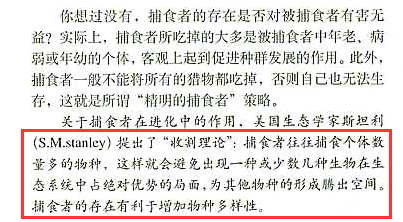 你想过没有，捕食者的存在是否对被捕食者有害无
益？实际上，捕食者所吃掉的大多是被捕食者中年老、病
弱或年幼的个体，客观上起到促进种群发展的作用。此外，
捕食者一般不能将所有的猎物都吃掉，否则自己也无法生
存，这就是所谓“精明的捕食者”策略。
关于捕食者在进化中的作用，美国生态学家斯坦利
(S.M.stanley) 提出了“收割理论”：捕食者往往捕食个体数
量多的物种，这样就会避免出现一种或少数几种生物在生
态系统中占绝对优势的局面，为其他物种的形成腾出空间。
捕食者的存在有利于增加物种多样性。